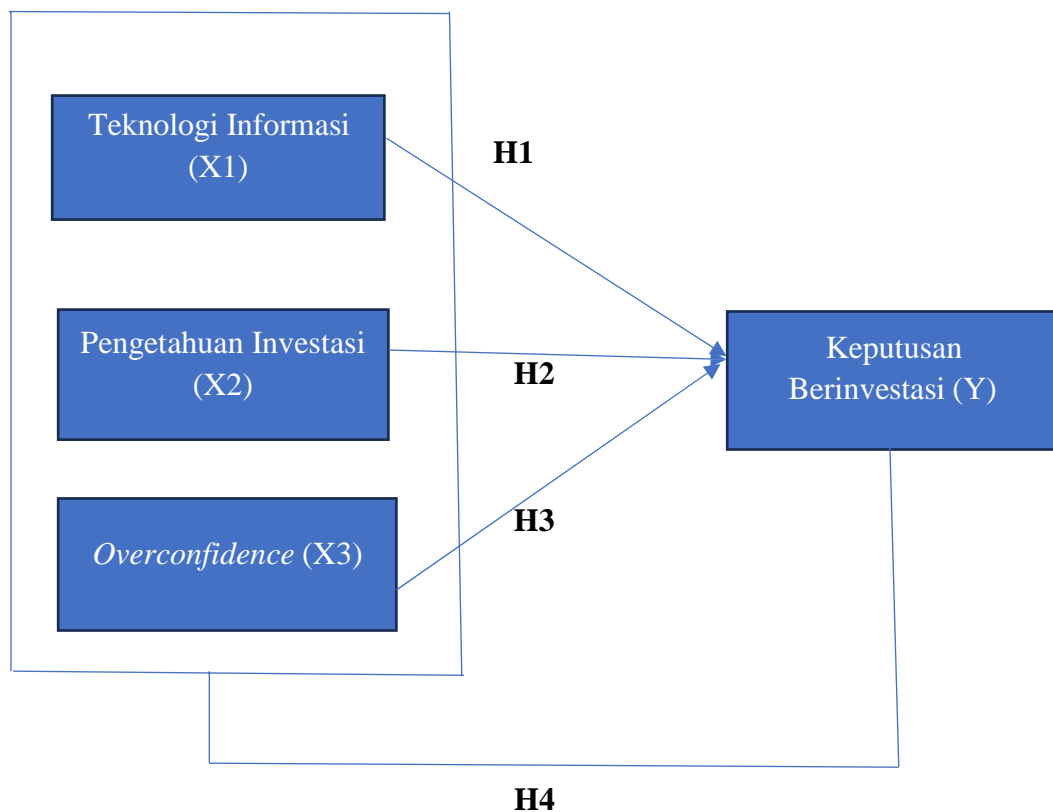 Teknologi Informasi
(X1)
H1
Pengetahuan Investasi
(X2)
H2
Keputusan
Berinvestasi (Y)
Overconfidence (X3)
H3
H4